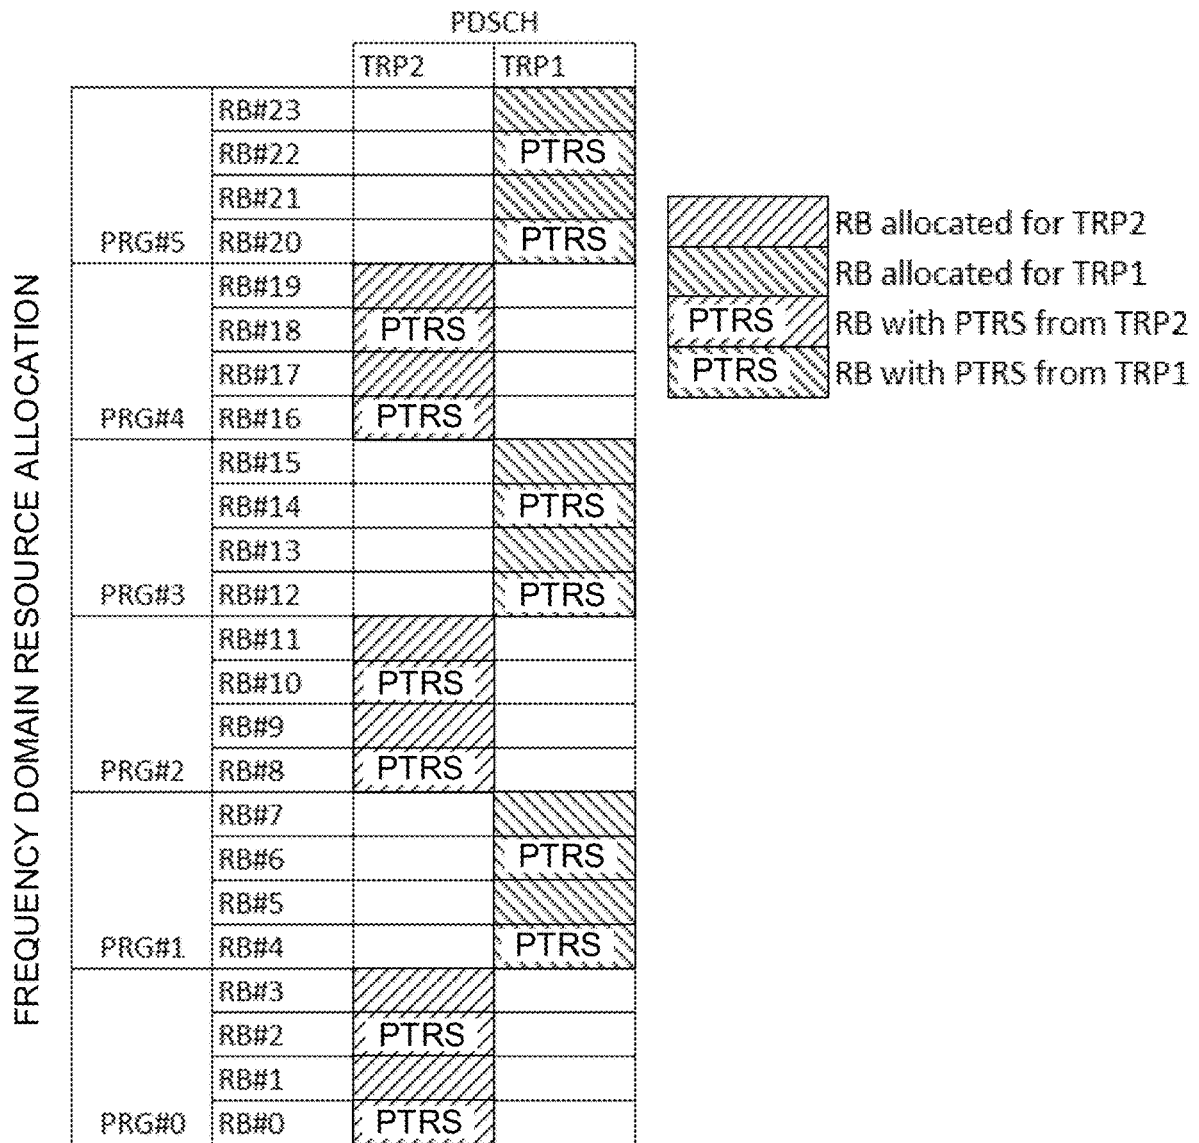 PDSCH
TRP2 TRP1
RB#23
RB#22 PTRS
RB#21
PRG#5 RB#20 PTRS
RB#19
RB#18 PTRS
RB#17
PRG#4 RB#16 PTRS
RB#15
RB#14 PTRS
RB#13
PRG#3 RB#12 PTRS
RB#11
RB#10 PTRS
RB#9
PRG#2 RB#8 PTRS
RB#7
RB#6 PTRS
RB#5
PRG#1 RB#4 PTRS
RB#3
RB#2 PTRS
RB#1
PRG#0 RB#0 PTRS
FREQUENCY DOMAIN RESOURCE ALLOCATION
RB allocated for TRP2
RB allocated for TRP1
PTRS RB with PTRS from TRP2
PTRS RB with PTRS from TRP1